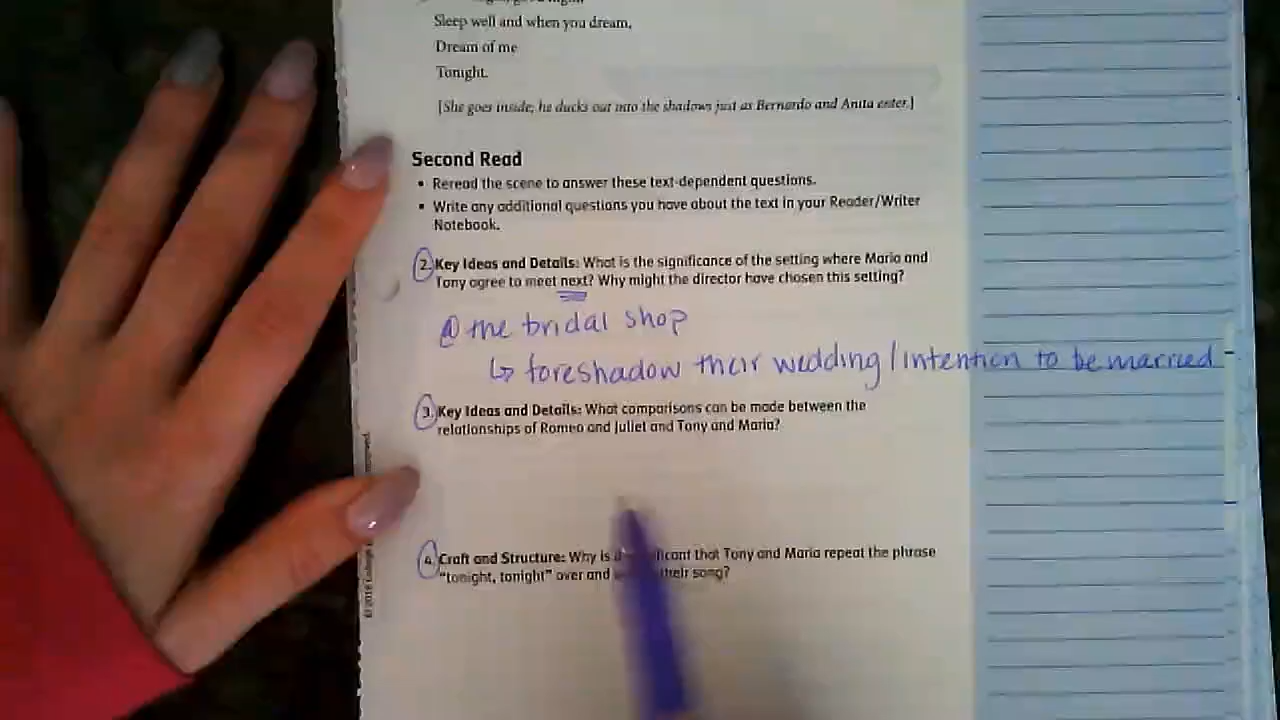 Sleep well and when you dream,
Dream of me
Tonight.
[She goes inside; he ducks out into the shadows just as Bernardo and Anita enter.]
Second Read
• Reread the scene to answer these text-dependent questions.
• Write any additional questions you have about the text in your Reader/Writer
Notebook.
2. Key Ideas and Details: What is the significance of the setting where Maria and
Tony agree to meet next? Why might the director have chosen this setting?
@ the bridal shop
↳ foreshadow their wedding/intention to be married
3. Key Ideas and Details: What comparisons can be made between the
relationships of Romeo and Juliet and Tony and Maria?
4. Craft and Structure: Why is that Tony and Maria repeat the phrase
"tonight, tonight" over and their song?
© 2018 College